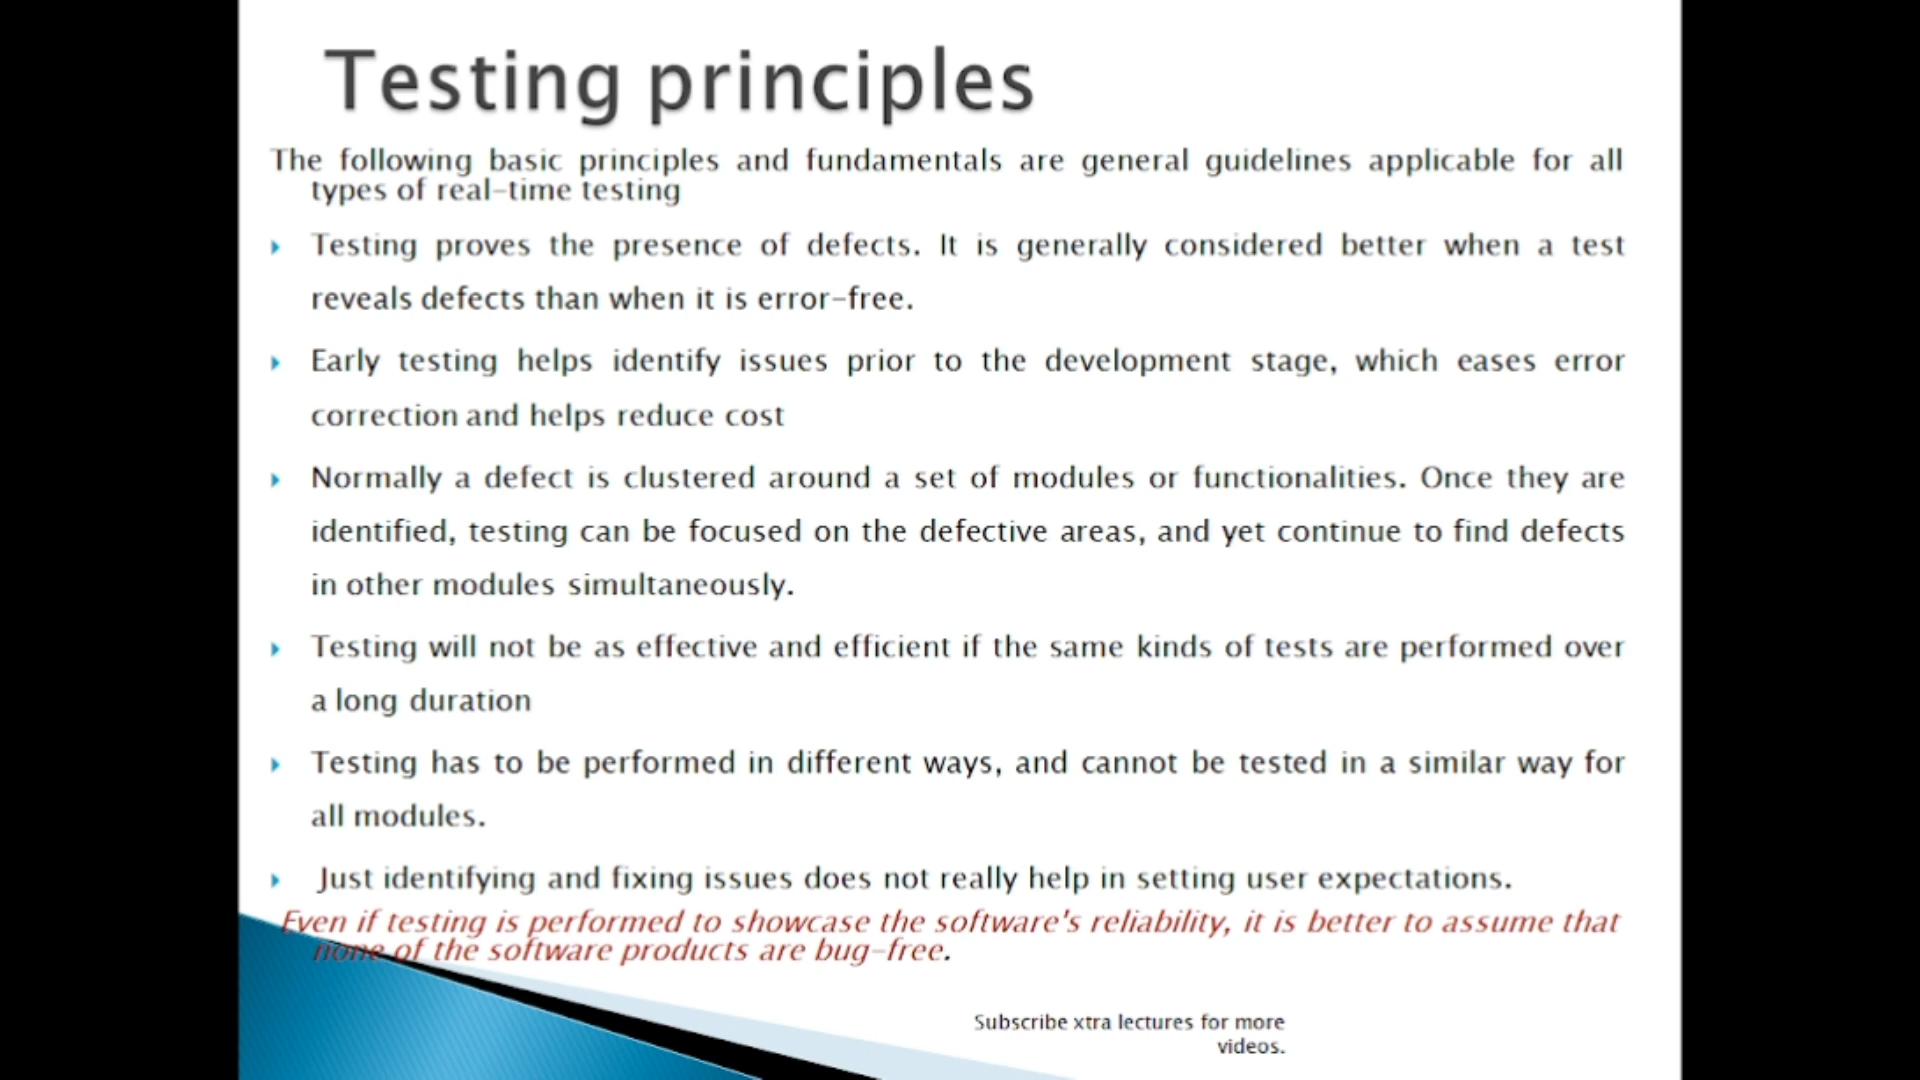 Testing principles
The following basic principles and fundamentals are general guidelines applicable for all
types of real-time testing
Testing proves the presence of defects. It is generally considered better when a test
reveals defects than when it is error-free.
Early testing helps identify issues prior to the development stage, which eases error
correction and helps reduce cost
Normally a defect is clustered around a set of modules or functionalities. Once they are
identified, testing can be focused on the defective areas, and yet continue to find defects
in other modules simultaneously.
Testing will not be as effective and efficient if the same kinds of tests are performed over
a long duration
Testing has to be performed in different ways, and cannot be tested in a similar way for
all modules.
Just identifying and fixing issues does not really help in setting user expectations.
Even if testing is performed to showcase the software's reliability, it is better to assume that
none of the software products are bug-free.
Subscribe xtra lectures for more
videos.